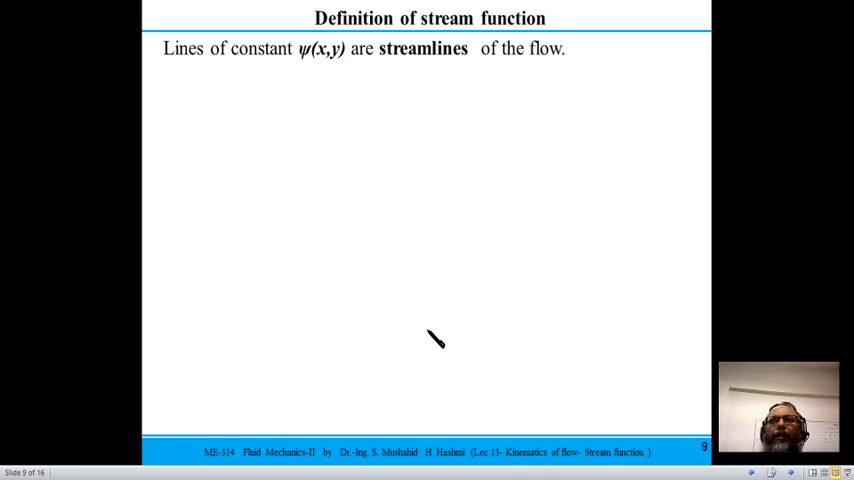 Definition of stream function
Lines of constant ψ(x,y) are streamlines of the flow.
9
ME-314 Fluid Mechanics-II by Dr.-Ing. S. Mushahid H Hashmi (Lec 13- Kinematics of flow- Stream function )
Slide 9 of 16